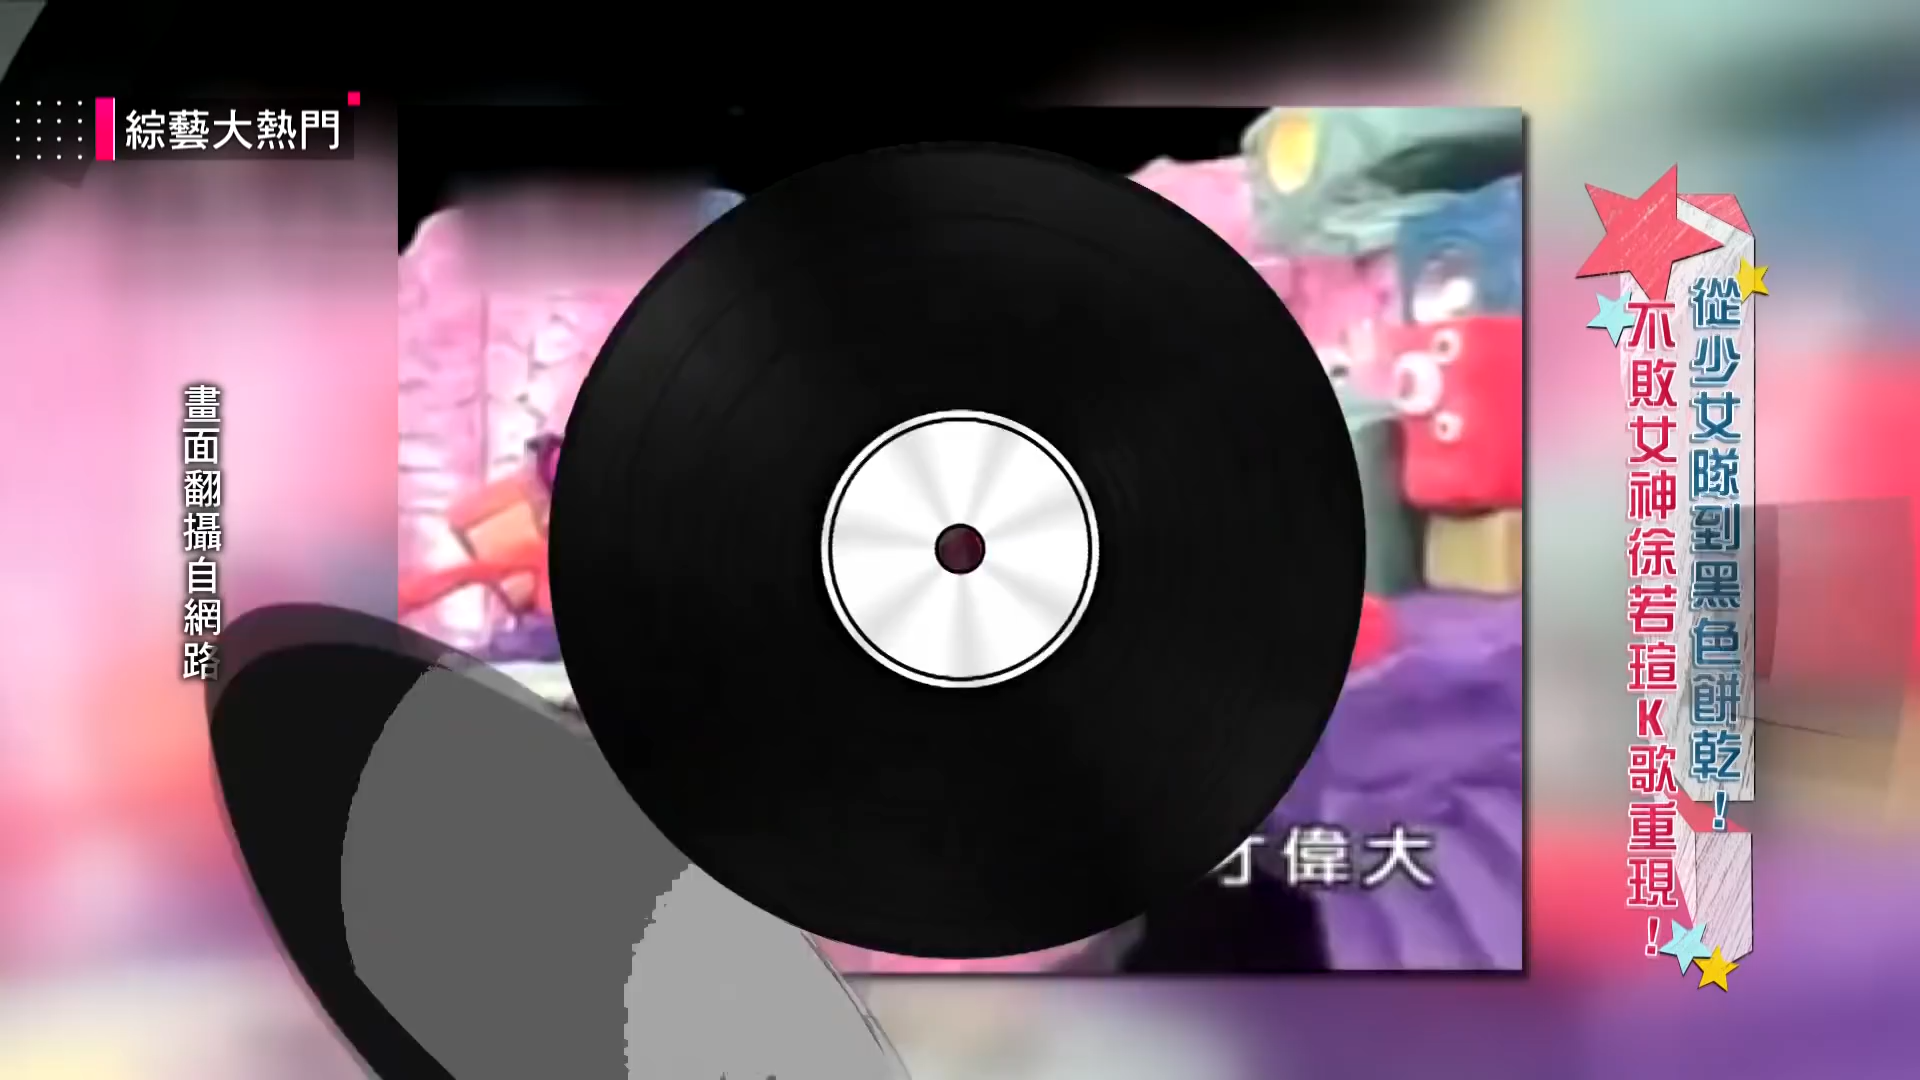 綜藝大熱門
畫面翻攝自網路
從少女隊到黑色餅乾!
不敗女神徐若瑄K歌重現!
才偉大